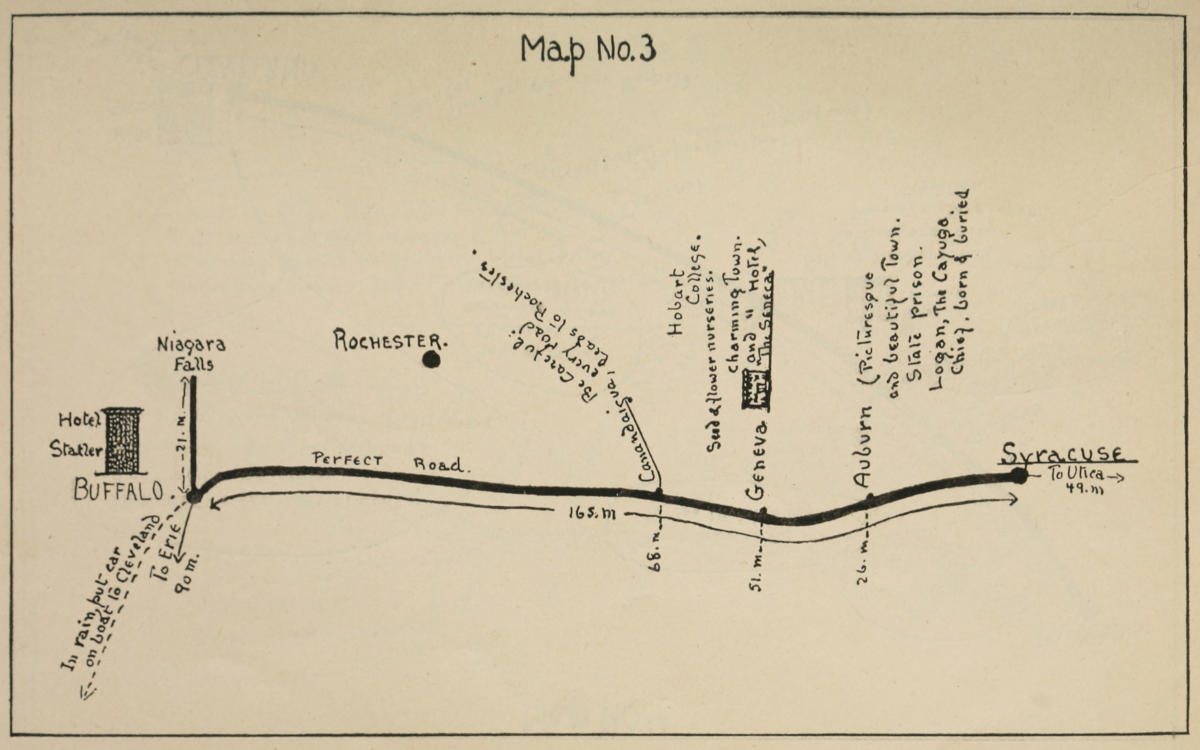 Map No.3
Niagara
Falls
21. m.
Hotel
Statler
BUFFALO.
ROCHESTER.
PERFECT Road.
165. m
To Erie
90 m.
In rain, put car
on boat To Cleveland
Be Careful:
every road
leads to Rochester.
Canandaigua,
68. m.
Hobart
College.
Seed & flower nurseries.
Charming Town.
and " Hotel,
"The Seneca"
Geneva
51. m.
Auburn (Picturesque
and beautiful Town.
State prison.
Logan, The Cayuga
Chief, born & buried
26. m.
Syracuse
To Utica
49. m